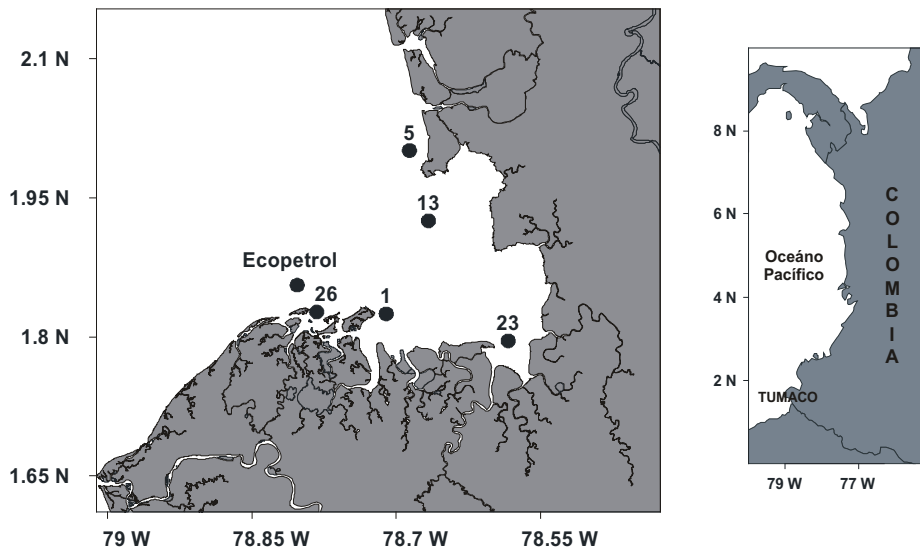 2.1 N
1.95 N
1.8 N
1.65 N
79 W
78.85 W
78.7 W
78.55 W
5
13
Ecopetrol
26
1
23
8 N
6 N
4 N
2 N
79 W
77 W
Oceáno
Pacífico
COLOMBIA
TUMACO